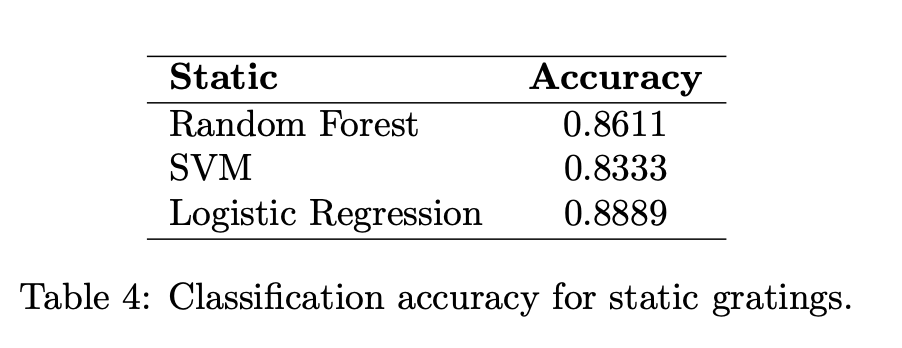 Static Accuracy
Random Forest 0.8611
SVM 0.8333
Logistic Regression 0.8889
Table 4: Classification accuracy for static gratings.